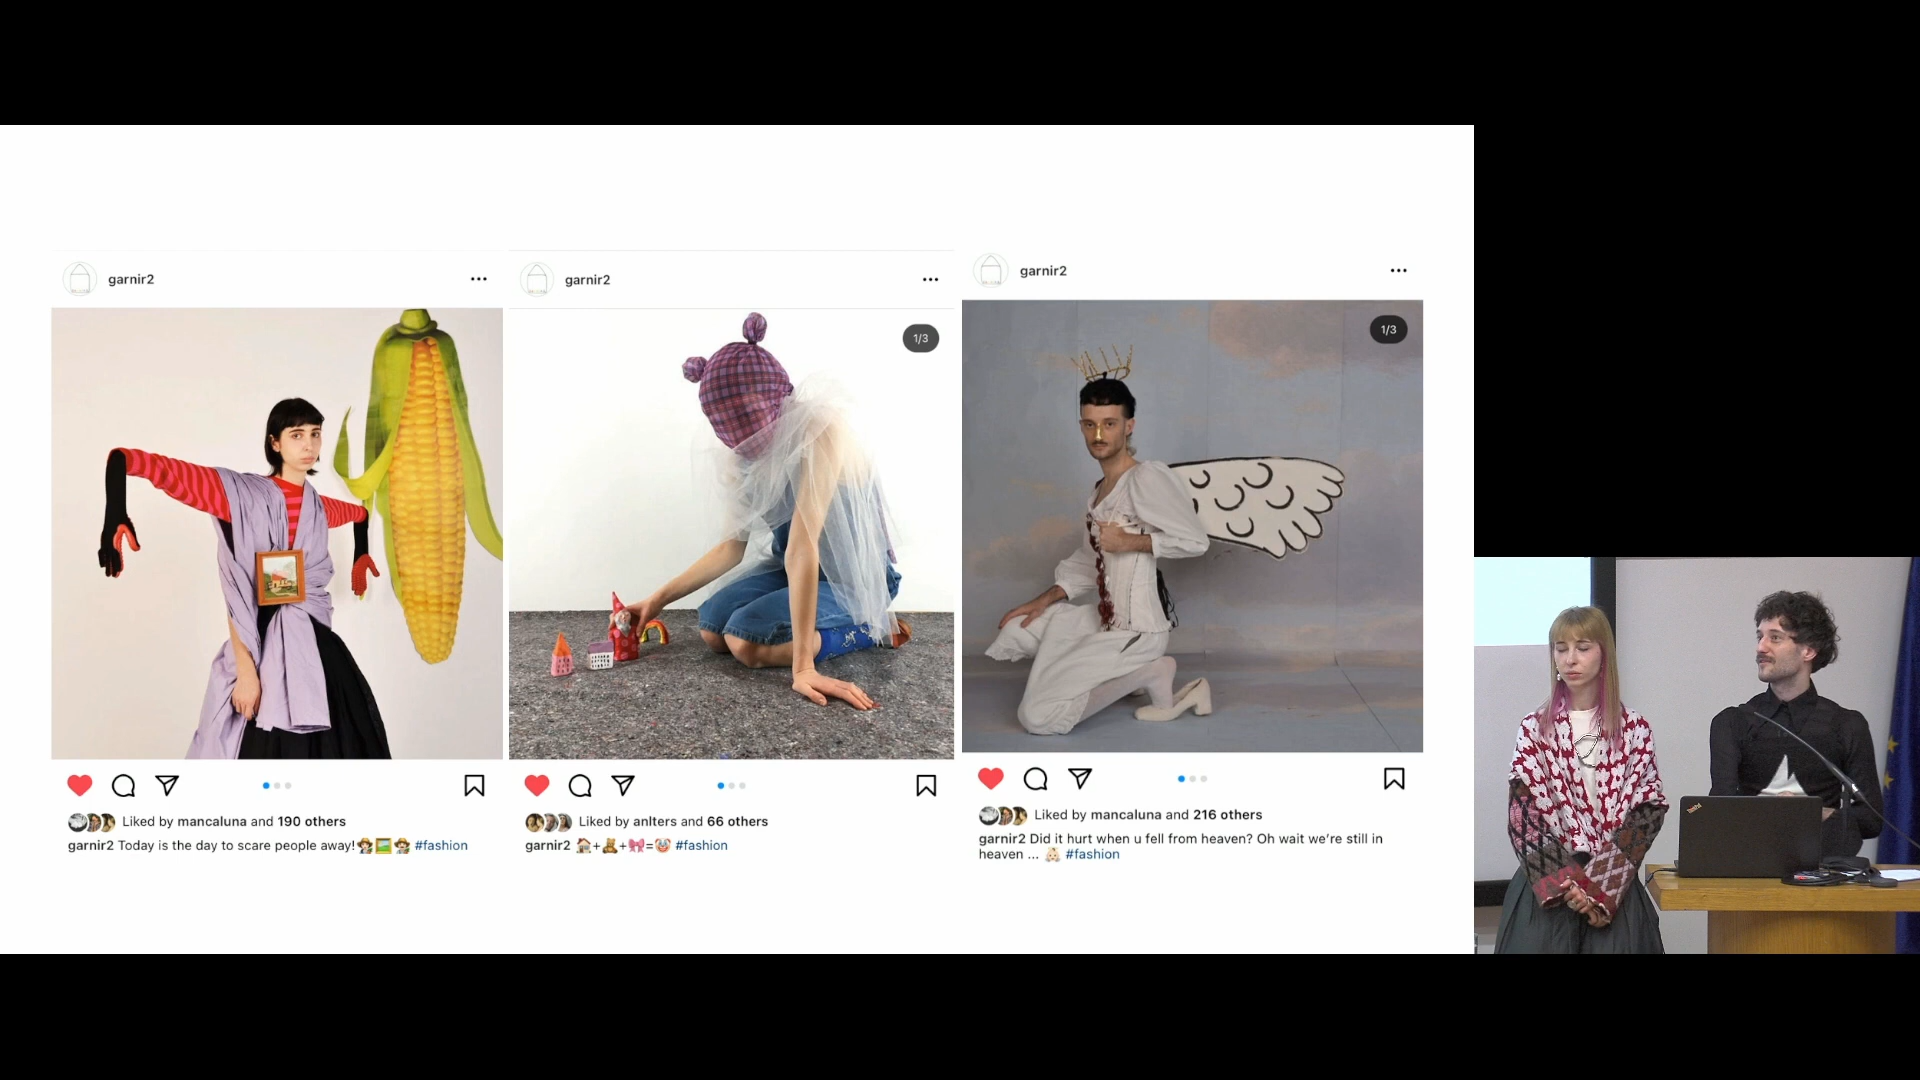 garnir2
Liked by mancaluna and 190 others
garnir2 Today is the day to scare people away!👩‍🌾🖼️👩‍🌾 #fashion
garnir2
1/3
Liked by anlters and 66 others
garnir2 🏠+🧸+🎀=🤡 #fashion
garnir2
1/3
Liked by mancaluna and 216 others
garnir2 Did it hurt when u fell from heaven? Oh wait we're still in
heaven ... 👼🏻 #fashion
ThinkPad